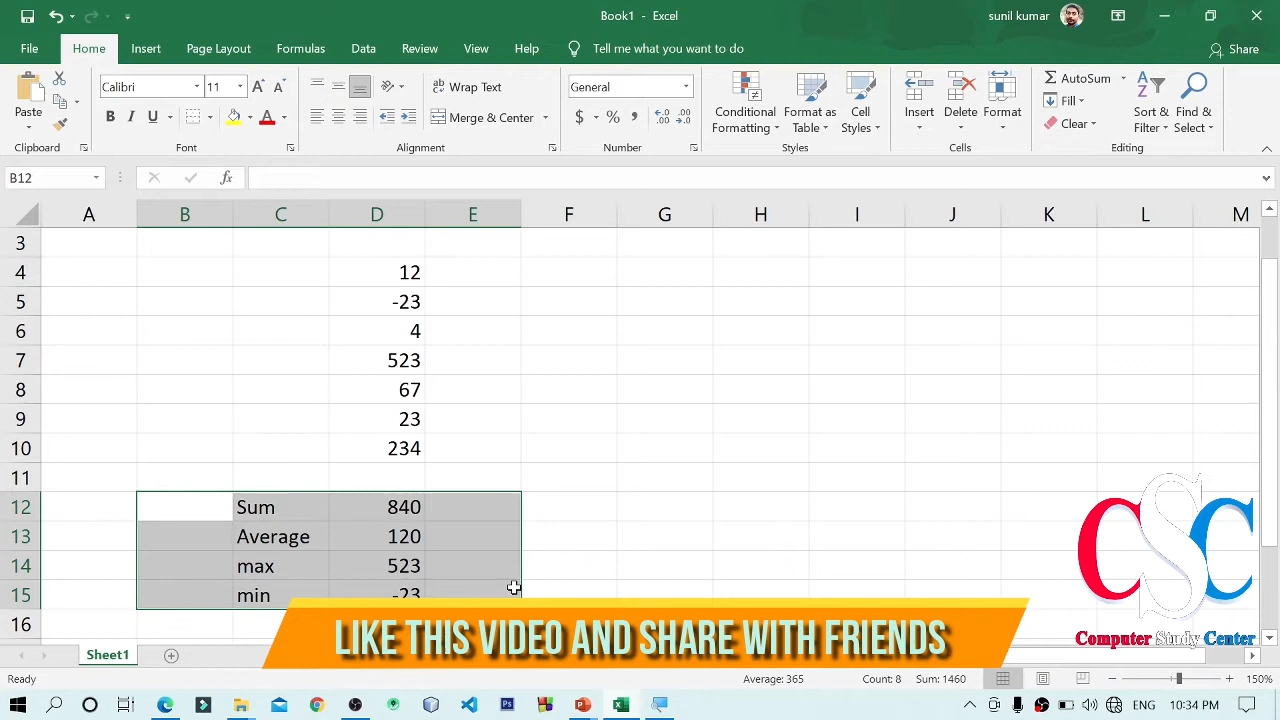 Book1 - Excel
sunil kumar
File Home Insert Page Layout Formulas Data Review View Help Tell me what you want to do Share
Calibri 11 Wrap Text General AutoSum
Paste B I U Merge & Center $ % Conditional Formatting Format as Table Cell Styles Insert Delete Format Fill Clear Sort & Filter Find & Select
Clipboard Font Alignment Number Styles Cells Editing
B12 fx
A B C D E F G H I J K L M
3
4 12
5 -23
6 4
7 523
8 67
9 23
10 234
11
12 Sum 840
13 Average 120
14 max 523
15 min -23
16
CSC
Computer Study Center
LIKE THIS VIDEO AND SHARE WITH FRIENDS
Sheet1
Ready Average: 365 Count: 8 Sum: 1460 150%
ENG 10:34 PM